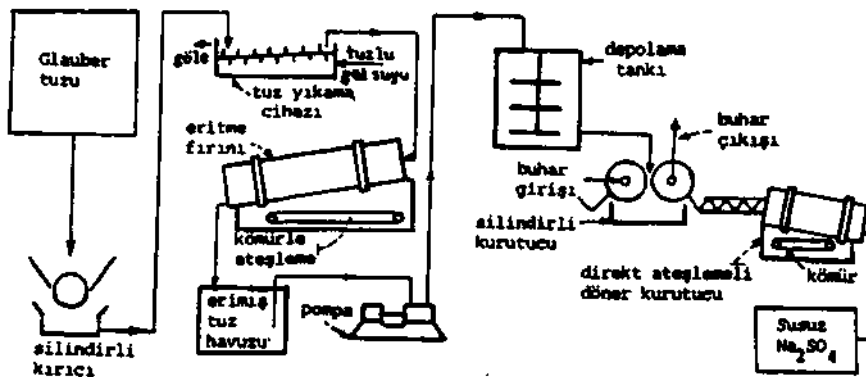 Glauber
tuzu
silindirli
kırıcı
göle
tuzlu
göl suyu
tuz yıkama
cihazı
eritme
fırını
kömürle
ateşleme
erimiş
tuz
havuzu
pompa
depolama
tankı
buhar
çıkışı
buhar
girişi
silindirli
kurutucu
direkt ateşlemeli
döner kurutucu
kömür
Susuz
Na₂SO₄